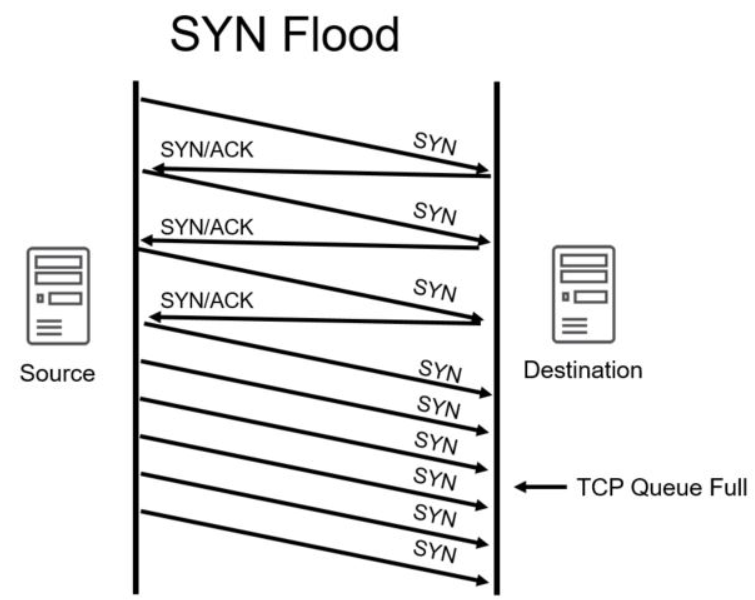 SYN Flood
SYN
SYN/ACK
SYN
SYN/ACK
SYN
SYN/ACK
Source
Destination
SYN
SYN
SYN
SYN
TCP Queue Full
SYN
SYN